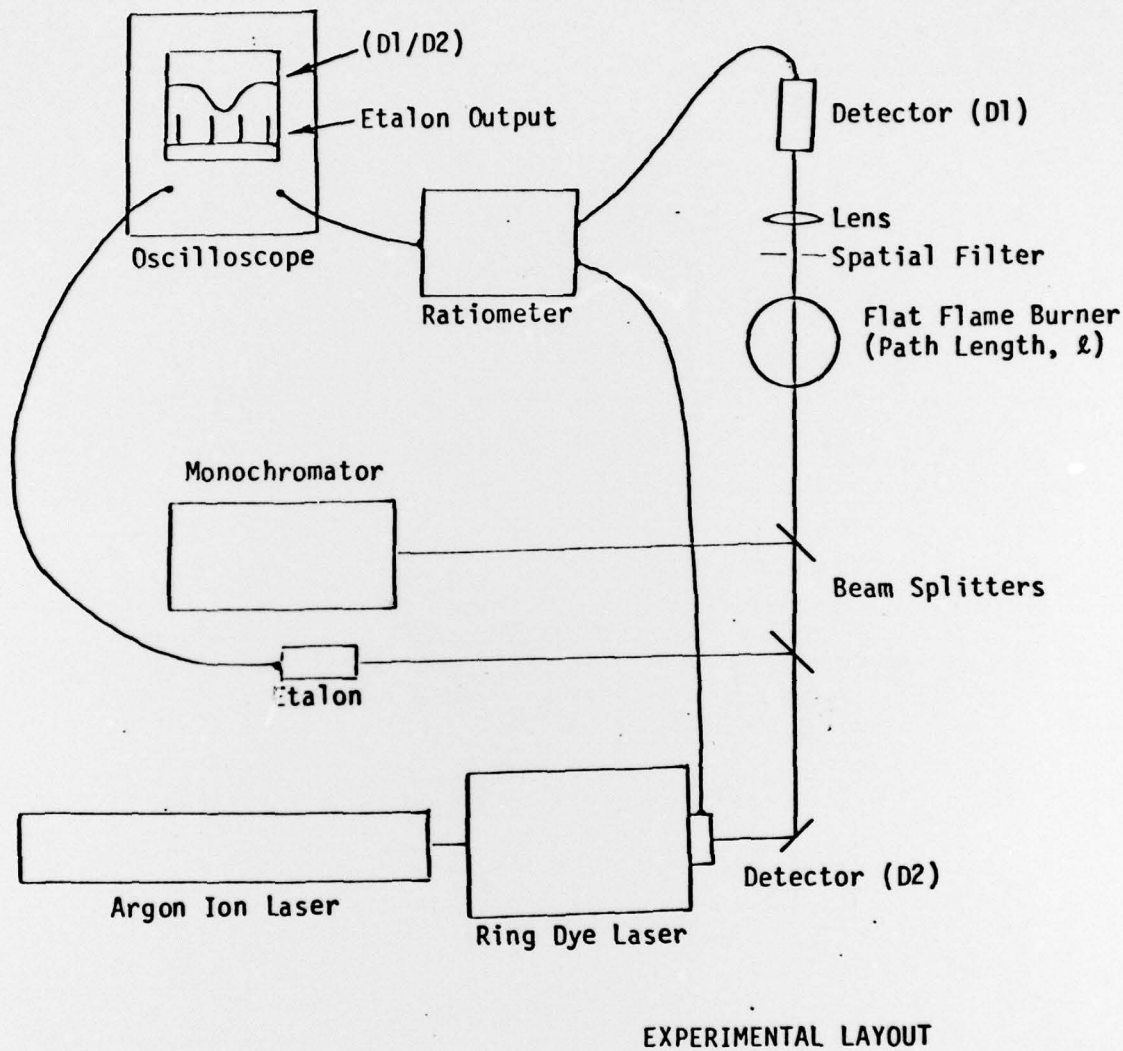 (D1/D2)
Etalon Output
Oscilloscope
Ratiometer
Detector (D1)
Lens
Spatial Filter
Flat Flame Burner
(Path Length, ℓ)
Monochromator
Beam Splitters
Etalon
Argon Ion Laser
Ring Dye Laser
Detector (D2)
EXPERIMENTAL LAYOUT